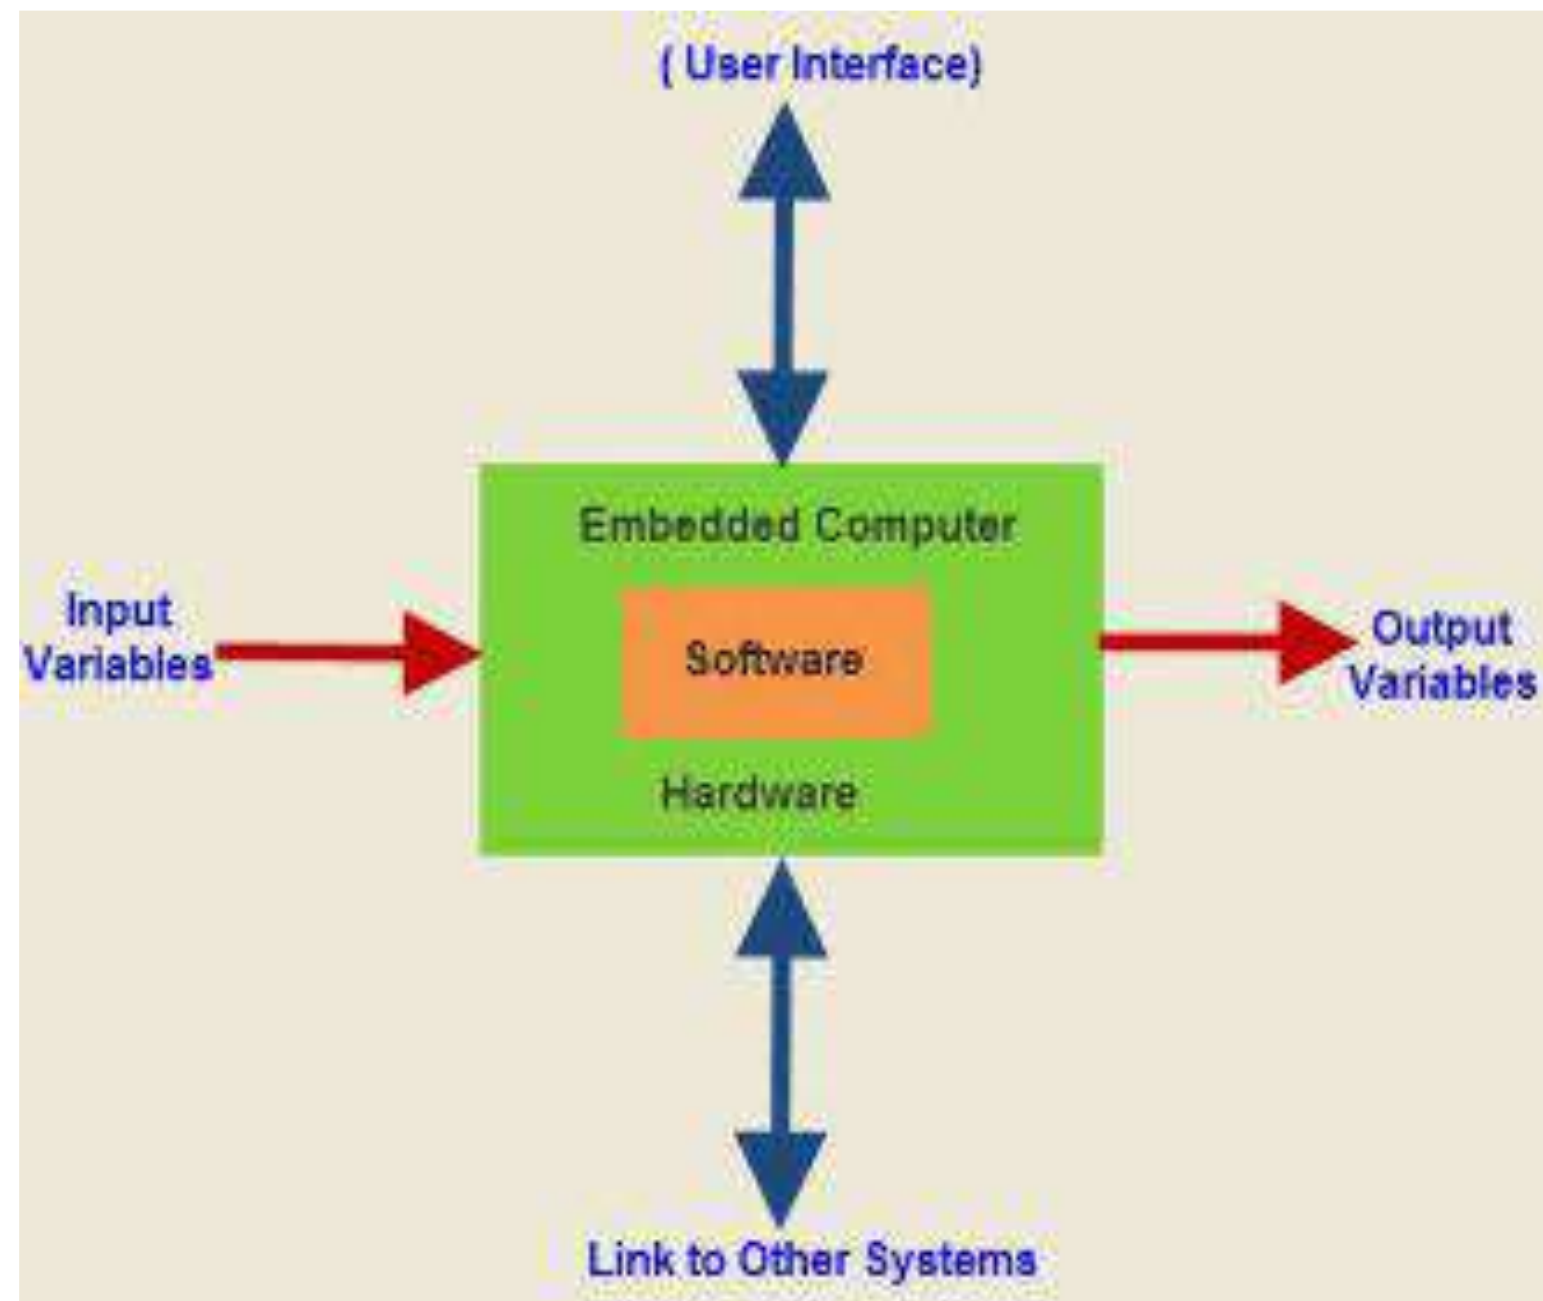 ( User Interface)
Embedded Computer
Input
Variables
Software
Output
Variables
Hardware
Link to Other Systems